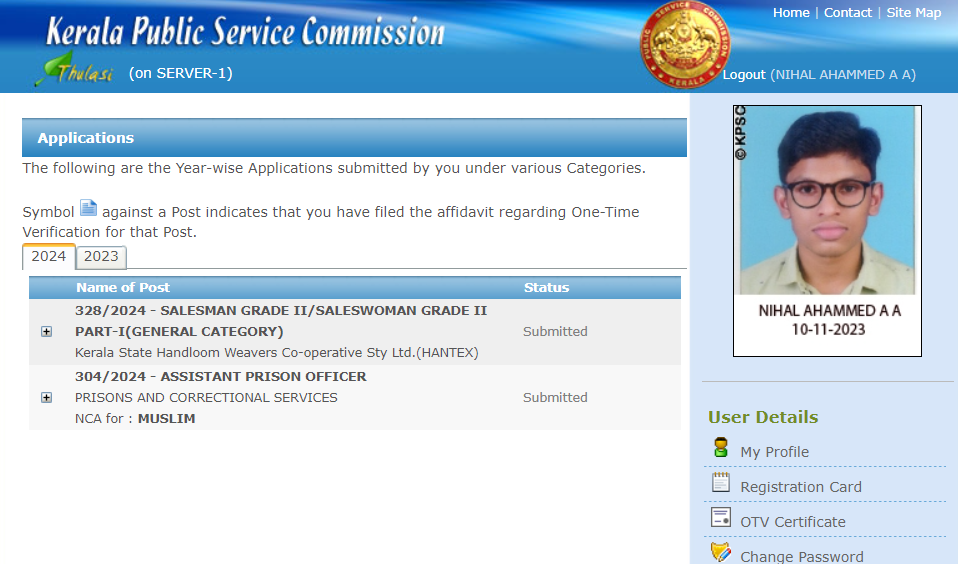 Kerala Public Service Commission
Home | Contact | Site Map
Thulasi (on SERVER-1)
Logout (NIHAL AHAMMED A A)
PUBLIC SERVICE COMMISSION
KERALA
Applications
The following are the Year-wise Applications submitted by you under various Categories.
Symbol against a Post indicates that you have filed the affidavit regarding One-Time
Verification for that Post.
2024 2023
Name of Post Status
328/2024 - SALESMAN GRADE II/SALESWOMAN GRADE II
PART-I(GENERAL CATEGORY) Submitted
Kerala State Handloom Weavers Co-operative Sty Ltd.(HANTEX)
304/2024 - ASSISTANT PRISON OFFICER
PRISONS AND CORRECTIONAL SERVICES Submitted
NCA for : MUSLIM
© KPSC
NIHAL AHAMMED A A
10-11-2023
User Details
My Profile
Registration Card
OTV Certificate
Change Password